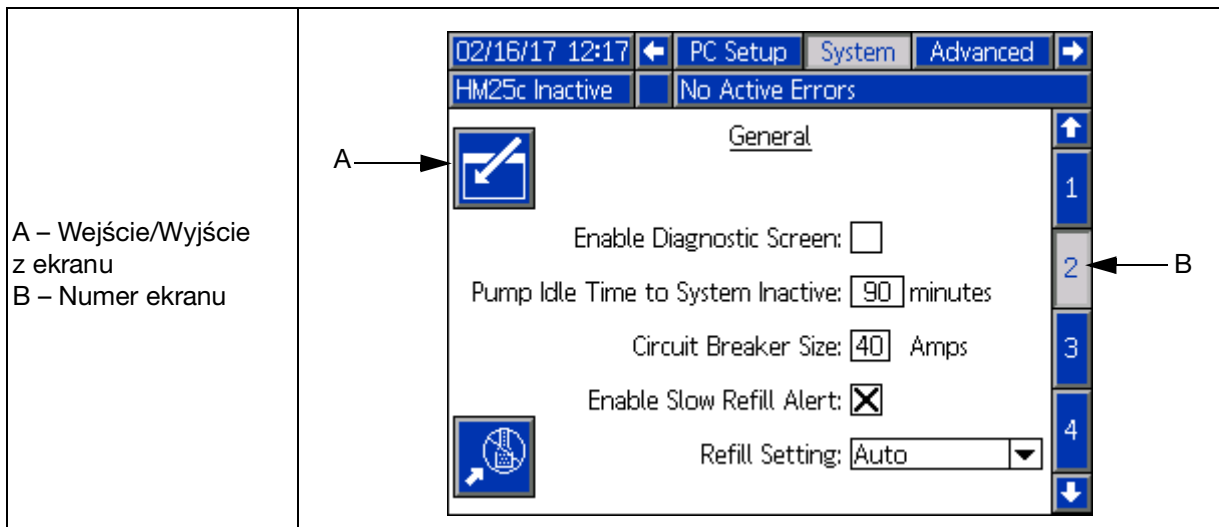 A – Wejście/Wyjście
z ekranu
B – Numer ekranu
02/16/17 12:17 PC Setup System Advanced
HM25c Inactive No Active Errors
A
General
1
Enable Diagnostic Screen:
2
B
Pump Idle Time to System Inactive: 90 minutes
Circuit Breaker Size: 40 Amps
3
Enable Slow Refill Alert:
4
Refill Setting: Auto